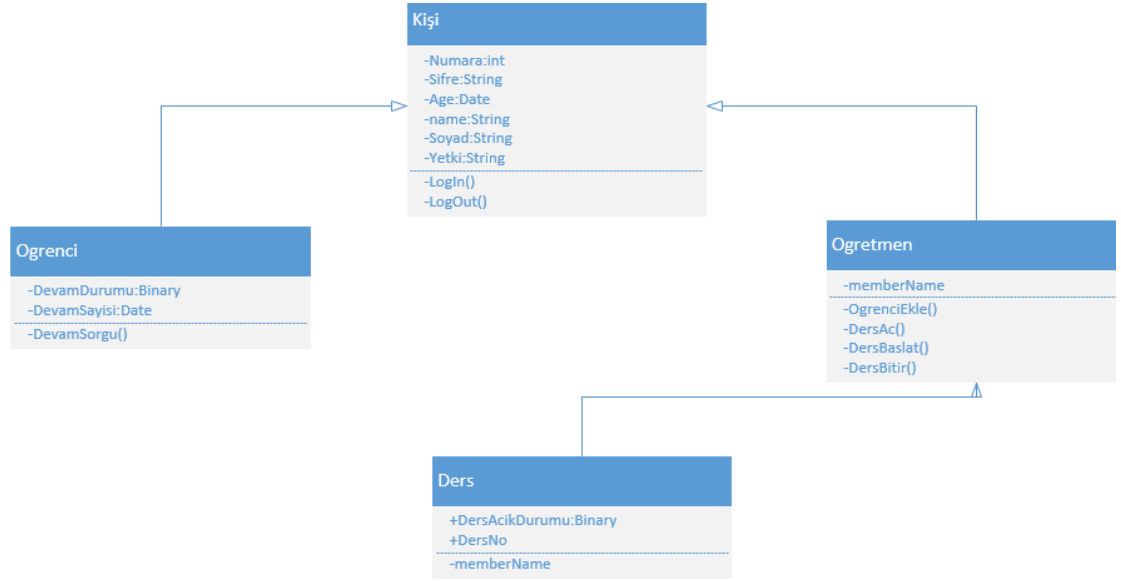 Kişi
-Numara:int
-Sifre:String
-Age:Date
-name:String
-Soyad:String
-Yetki:String
-LogIn()
-LogOut()
Ogrenci
-DevamDurumu:Binary
-DevamSayisi:Date
-DevamSorgu()
Ogretmen
-memberName
-OgrenciEkle()
-DersAc()
-DersBaslat()
-DersBitir()
Ders
+DersAcikDurumu:Binary
+DersNo
-memberName